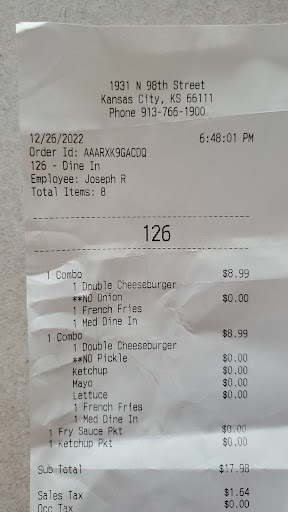 1931 N 98th Street
Kansas City, KS 66111
Phone 913-766-1900
12/26/2022 6:48:01 PM
Order Id: AAARXK9GACDQ
126 - Dine In
Employee: Joseph R
Total Items: 8
126
1 Combo $8.99
1 Double Cheeseburger
**NO Onion $0.00
1 French Fries
1 Med Dine In
1 Combo $8.99
1 Double Cheeseburger
**NO Pickle $0.00
Ketchup $0.00
Mayo $0.00
Lettuce $0.00
1 French Fries
1 Med Dine In
1 Fry Sauce Pkt $0.00
1 Ketchup Pkt $0.00
Sub Total $17.98
Sales Tax $1.64
Occ Tax $0.00